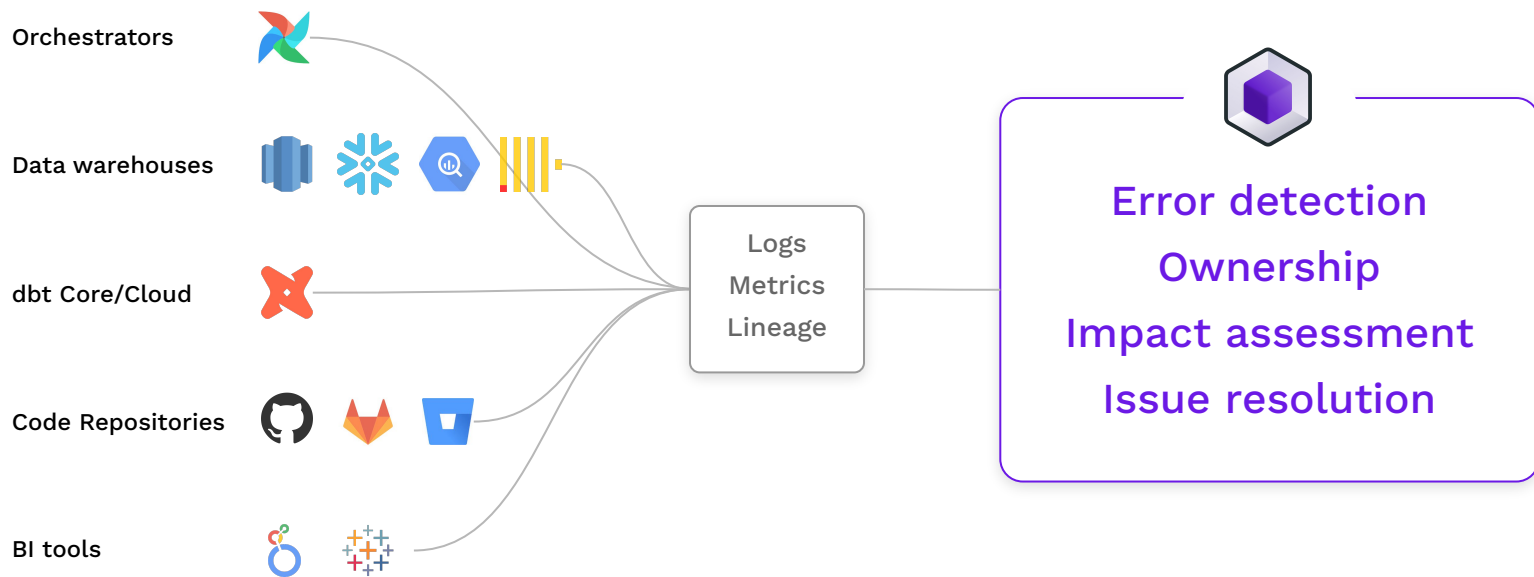 Orchestrators
Data warehouses
dbt Core/Cloud
Code Repositories
BI tools
Logs
Metrics
Lineage
Error detection
Ownership
Impact assessment
Issue resolution